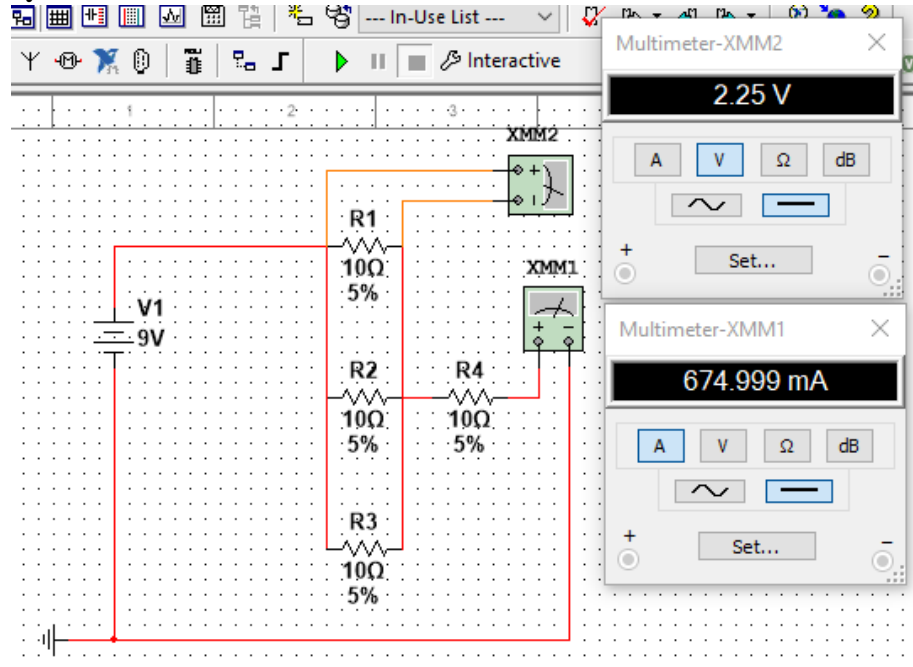 --- In-Use List ---
Interactive
1
2
3
Multimeter-XMM2
2.25 V
A V Ω dB
+ Set... -
Multimeter-XMM1
674.999 mA
A V Ω dB
+ Set... -
XMM2
+
R1
10Ω
5%
XMM1
+ -
V1
9V
R2
10Ω
5%
R4
10Ω
5%
R3
10Ω
5%